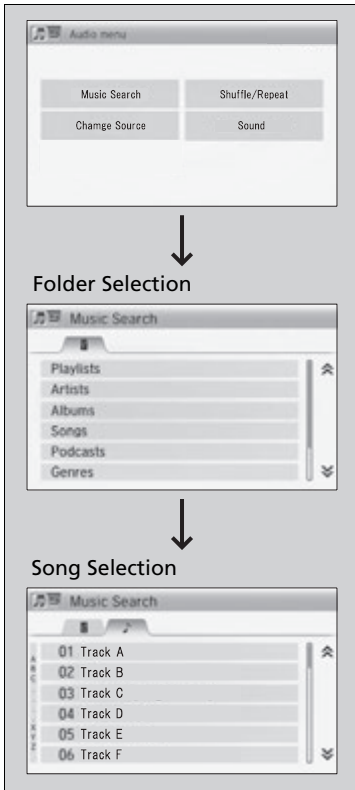 Audio menu
Music Search Shuffle/Repeat
Chamge Source Sound
Folder Selection
Music Search
Playlists
Artists
Albums
Songs
Podcasts
Genres
Song Selection
Music Search
A
B
C
X
Y
Z
01 Track A
02 Track B
03 Track C
04 Track D
05 Track E
06 Track F